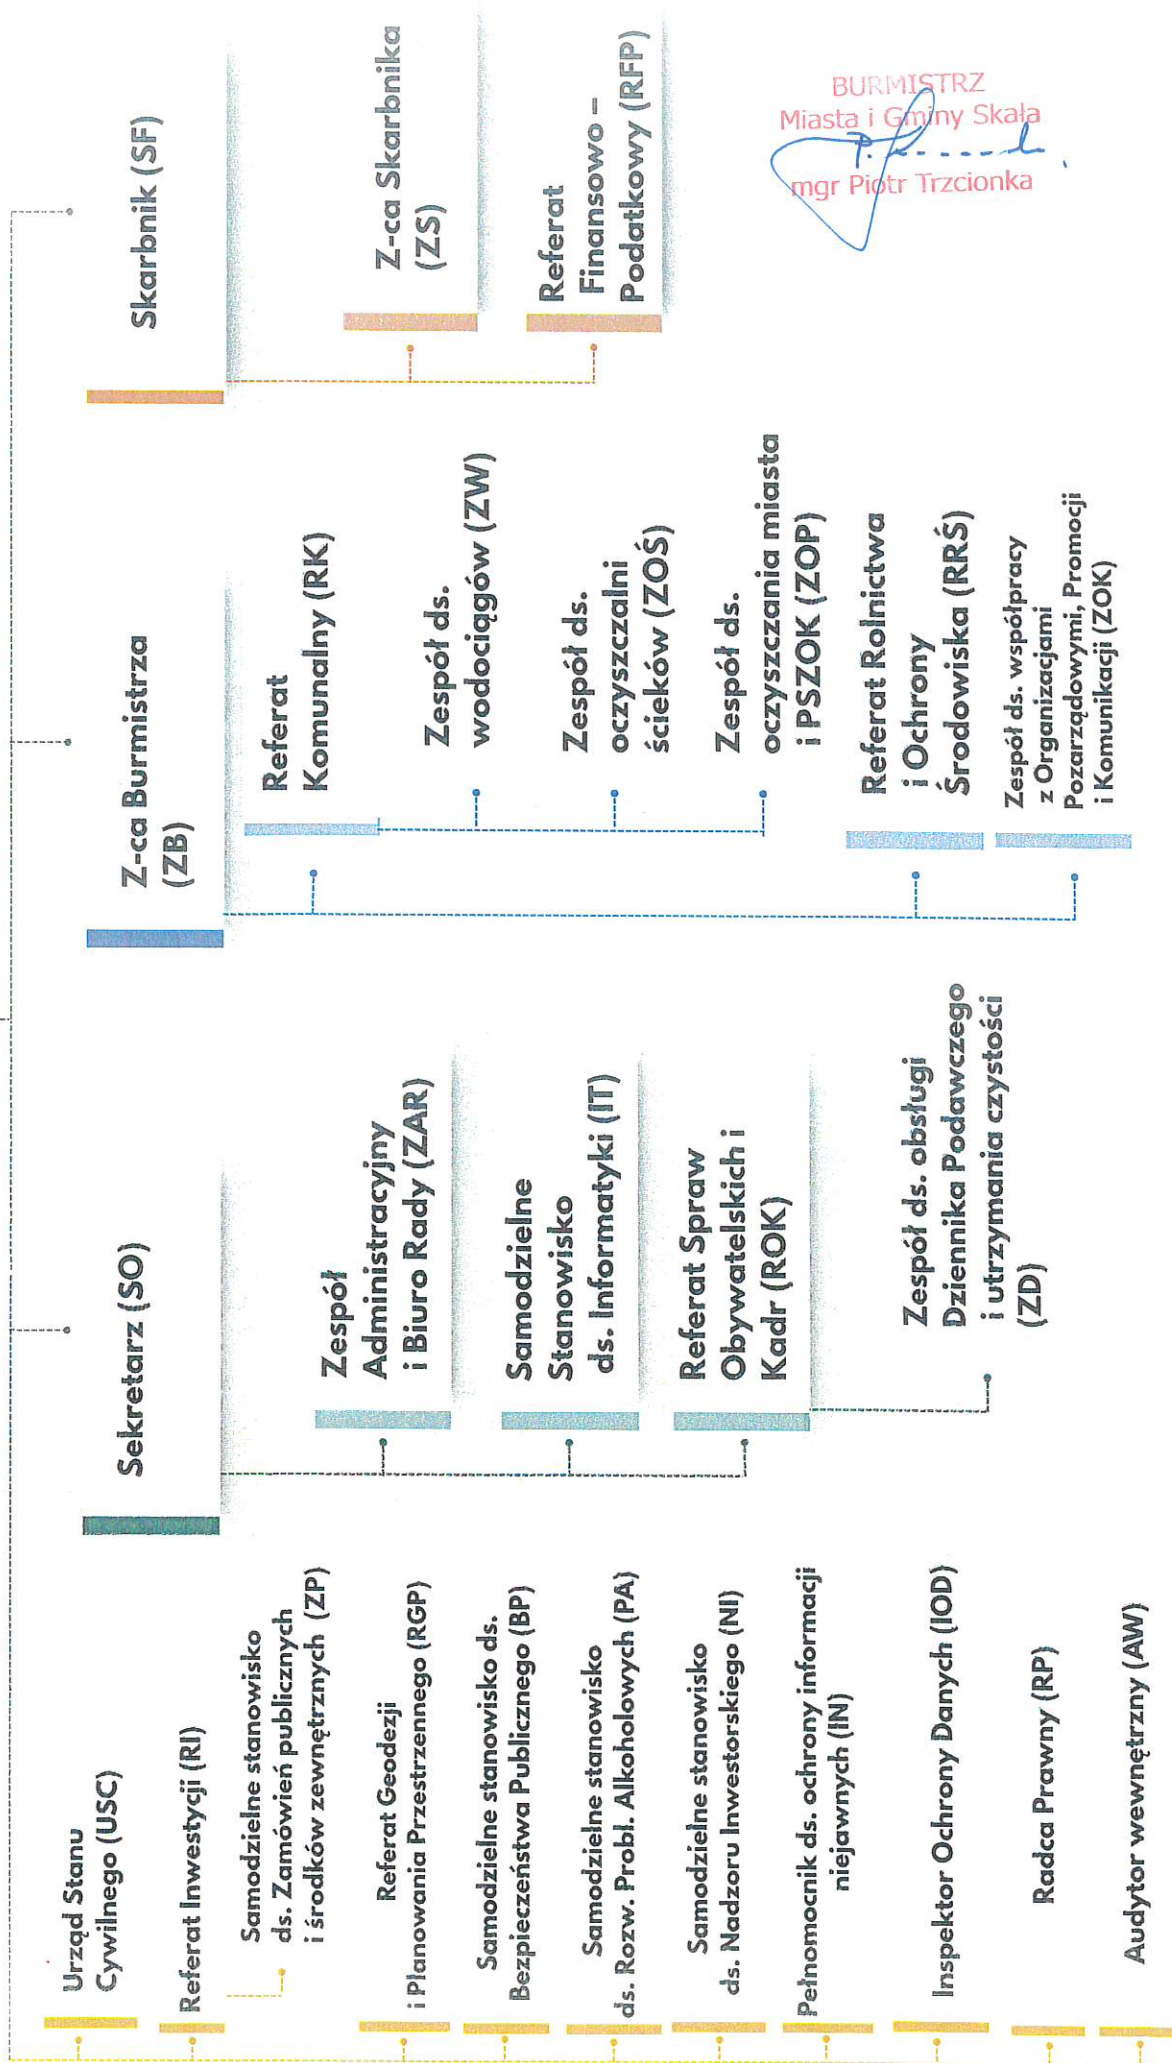 Urząd Stanu
Cywilnego (USC)
Referat Inwestycji (RI)
Samodzielne stanowisko
ds. Zamówień publicznych
i środków zewnętrznych (ZP)
Referat Geodezji
i Planowania Przestrzennego (RGP)
Samodzielne stanowisko ds.
Bezpieczeństwa Publicznego (BP)
Samodzielne stanowisko
ds. Rozw. Probl. Alkoholowych (PA)
Samodzielne stanowisko
ds. Nadzoru Inwestorskiego (NI)
Pełnomocnik ds. ochrony informacji
niejawnych (IN)
Inspektor Ochrony Danych (IOD)
Radca Prawny (RP)
Audytor wewnętrzny (AW)
Sekretarz (SO)
Zespół
Administracyjny
i Biuro Rady (ZAR)
Samodzielne
Stanowisko
ds. Informatyki (IT)
Referat Spraw
Obywatelskich i
Kadr (ROK)
Zespół ds. obsługi
Dziennika Podawczego
i utrzymania czystości
(ZD)
Z-ca Burmistrza
(ZB)
Referat
Komunalny (RK)
Zespół ds.
wodociągów (ZW)
Zespół ds.
oczyszczalni
ścieków (ZOŚ)
Zespół ds.
oczyszczania miasta
i PSZOK (ZOP)
Referat Rolnictwa
i Ochrony
Środowiska (RRŚ)
Zespół ds. współpracy
z Organizacjami
Pozarządowymi, Promocji
i Komunikacji (ZOK)
Skarbnik (SF)
Z-ca Skarbnika
(ZS)
Referat
Finansowo –
Podatkowy (RFP)
BURMISTRZ
Miasta i Gminy Skała
mgr Piotr Trzcionka